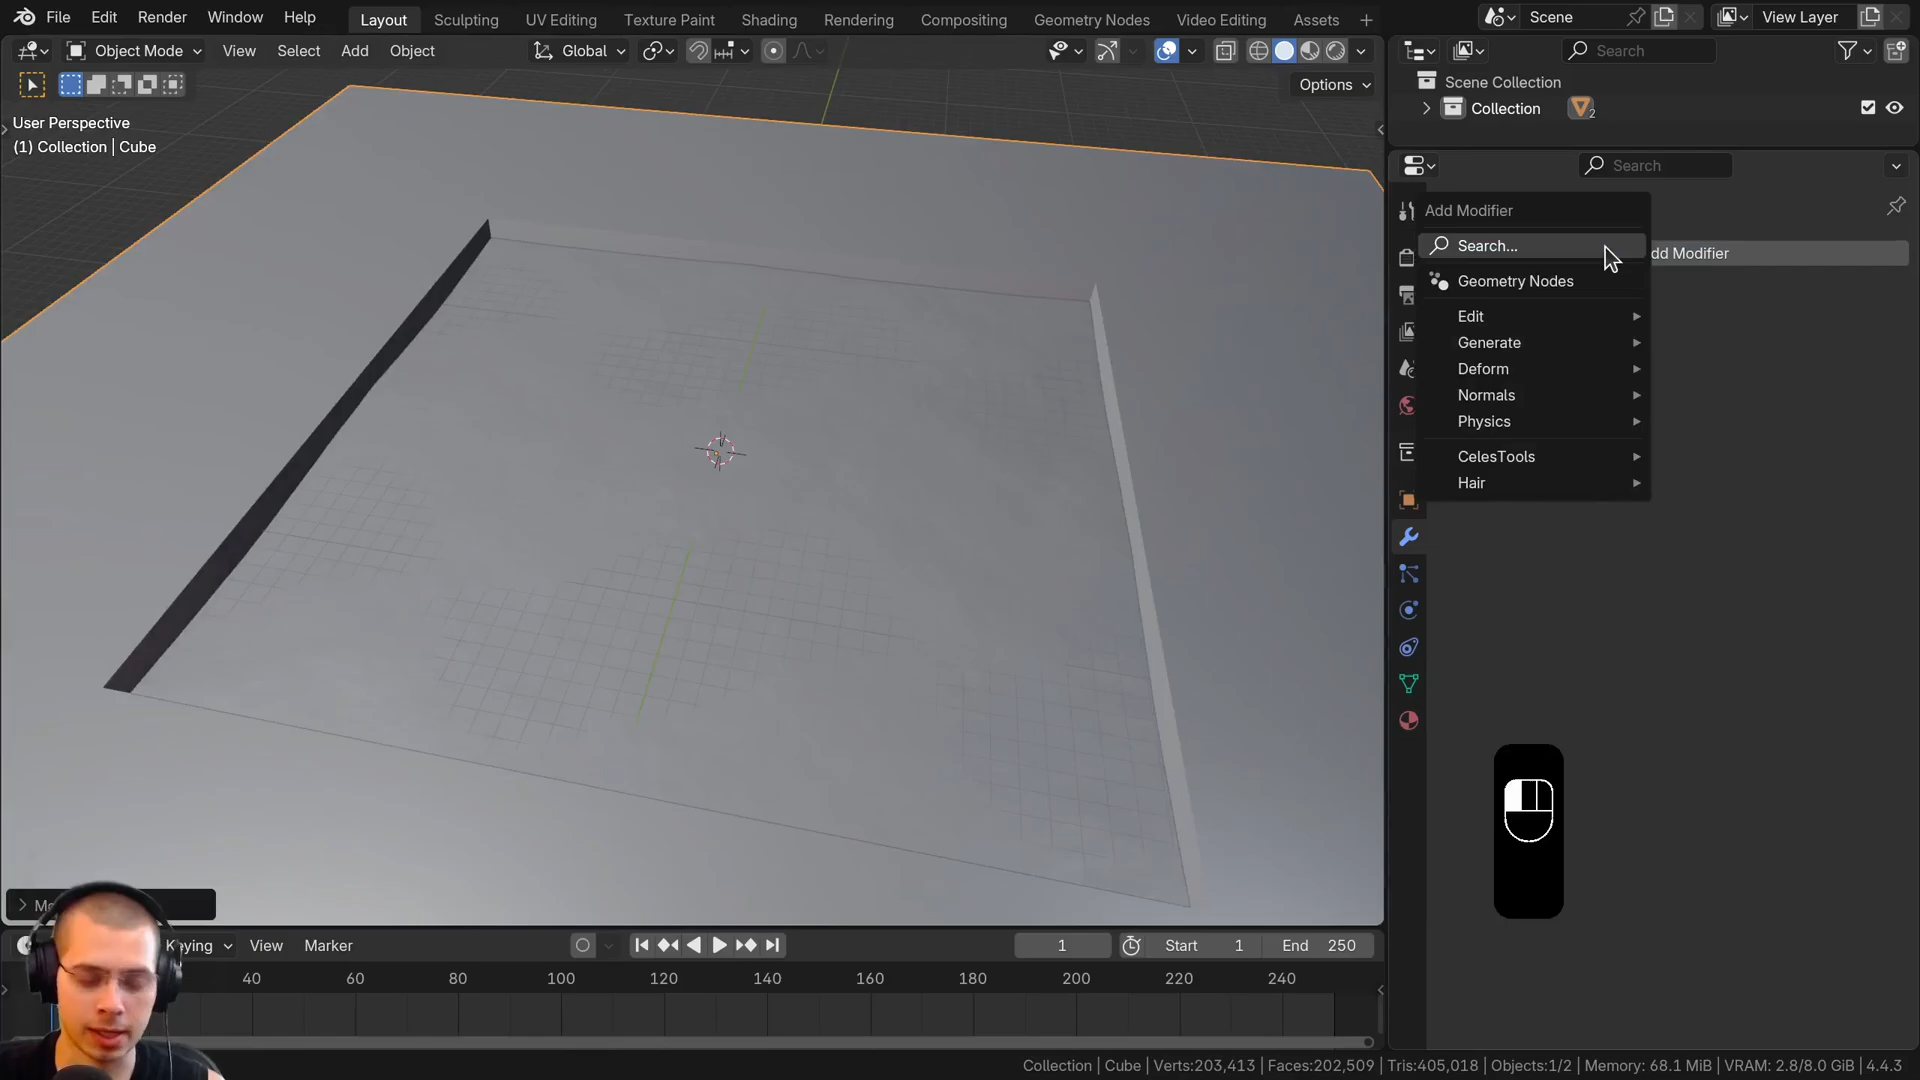 File Edit Render Window Help Layout Sculpting UV Editing Texture Paint Shading Animation Rendering Compositing Geometry Nodes Video Editing Assets + Scene View Layer
Object Mode View Select Add Object Global Search
Options
Scene Collection
Collection 2
User Perspective
(1) Collection | Cube
Search
Add Modifier
Search...
dd Modifier
Geometry Nodes
Edit
Generate
Deform
Normals
Physics
CelesTools
Hair
Keying View Marker 1 Start 1 End 250
40 60 80 100 120 140 160 180 200 220 240
Collection | Cube | Verts:203,413 | Faces:202,509 | Tris:405,018 | Objects:1/2 | Memory: 68.1 MiB | VRAM: 2.8/8.0 GiB | 4.4.3